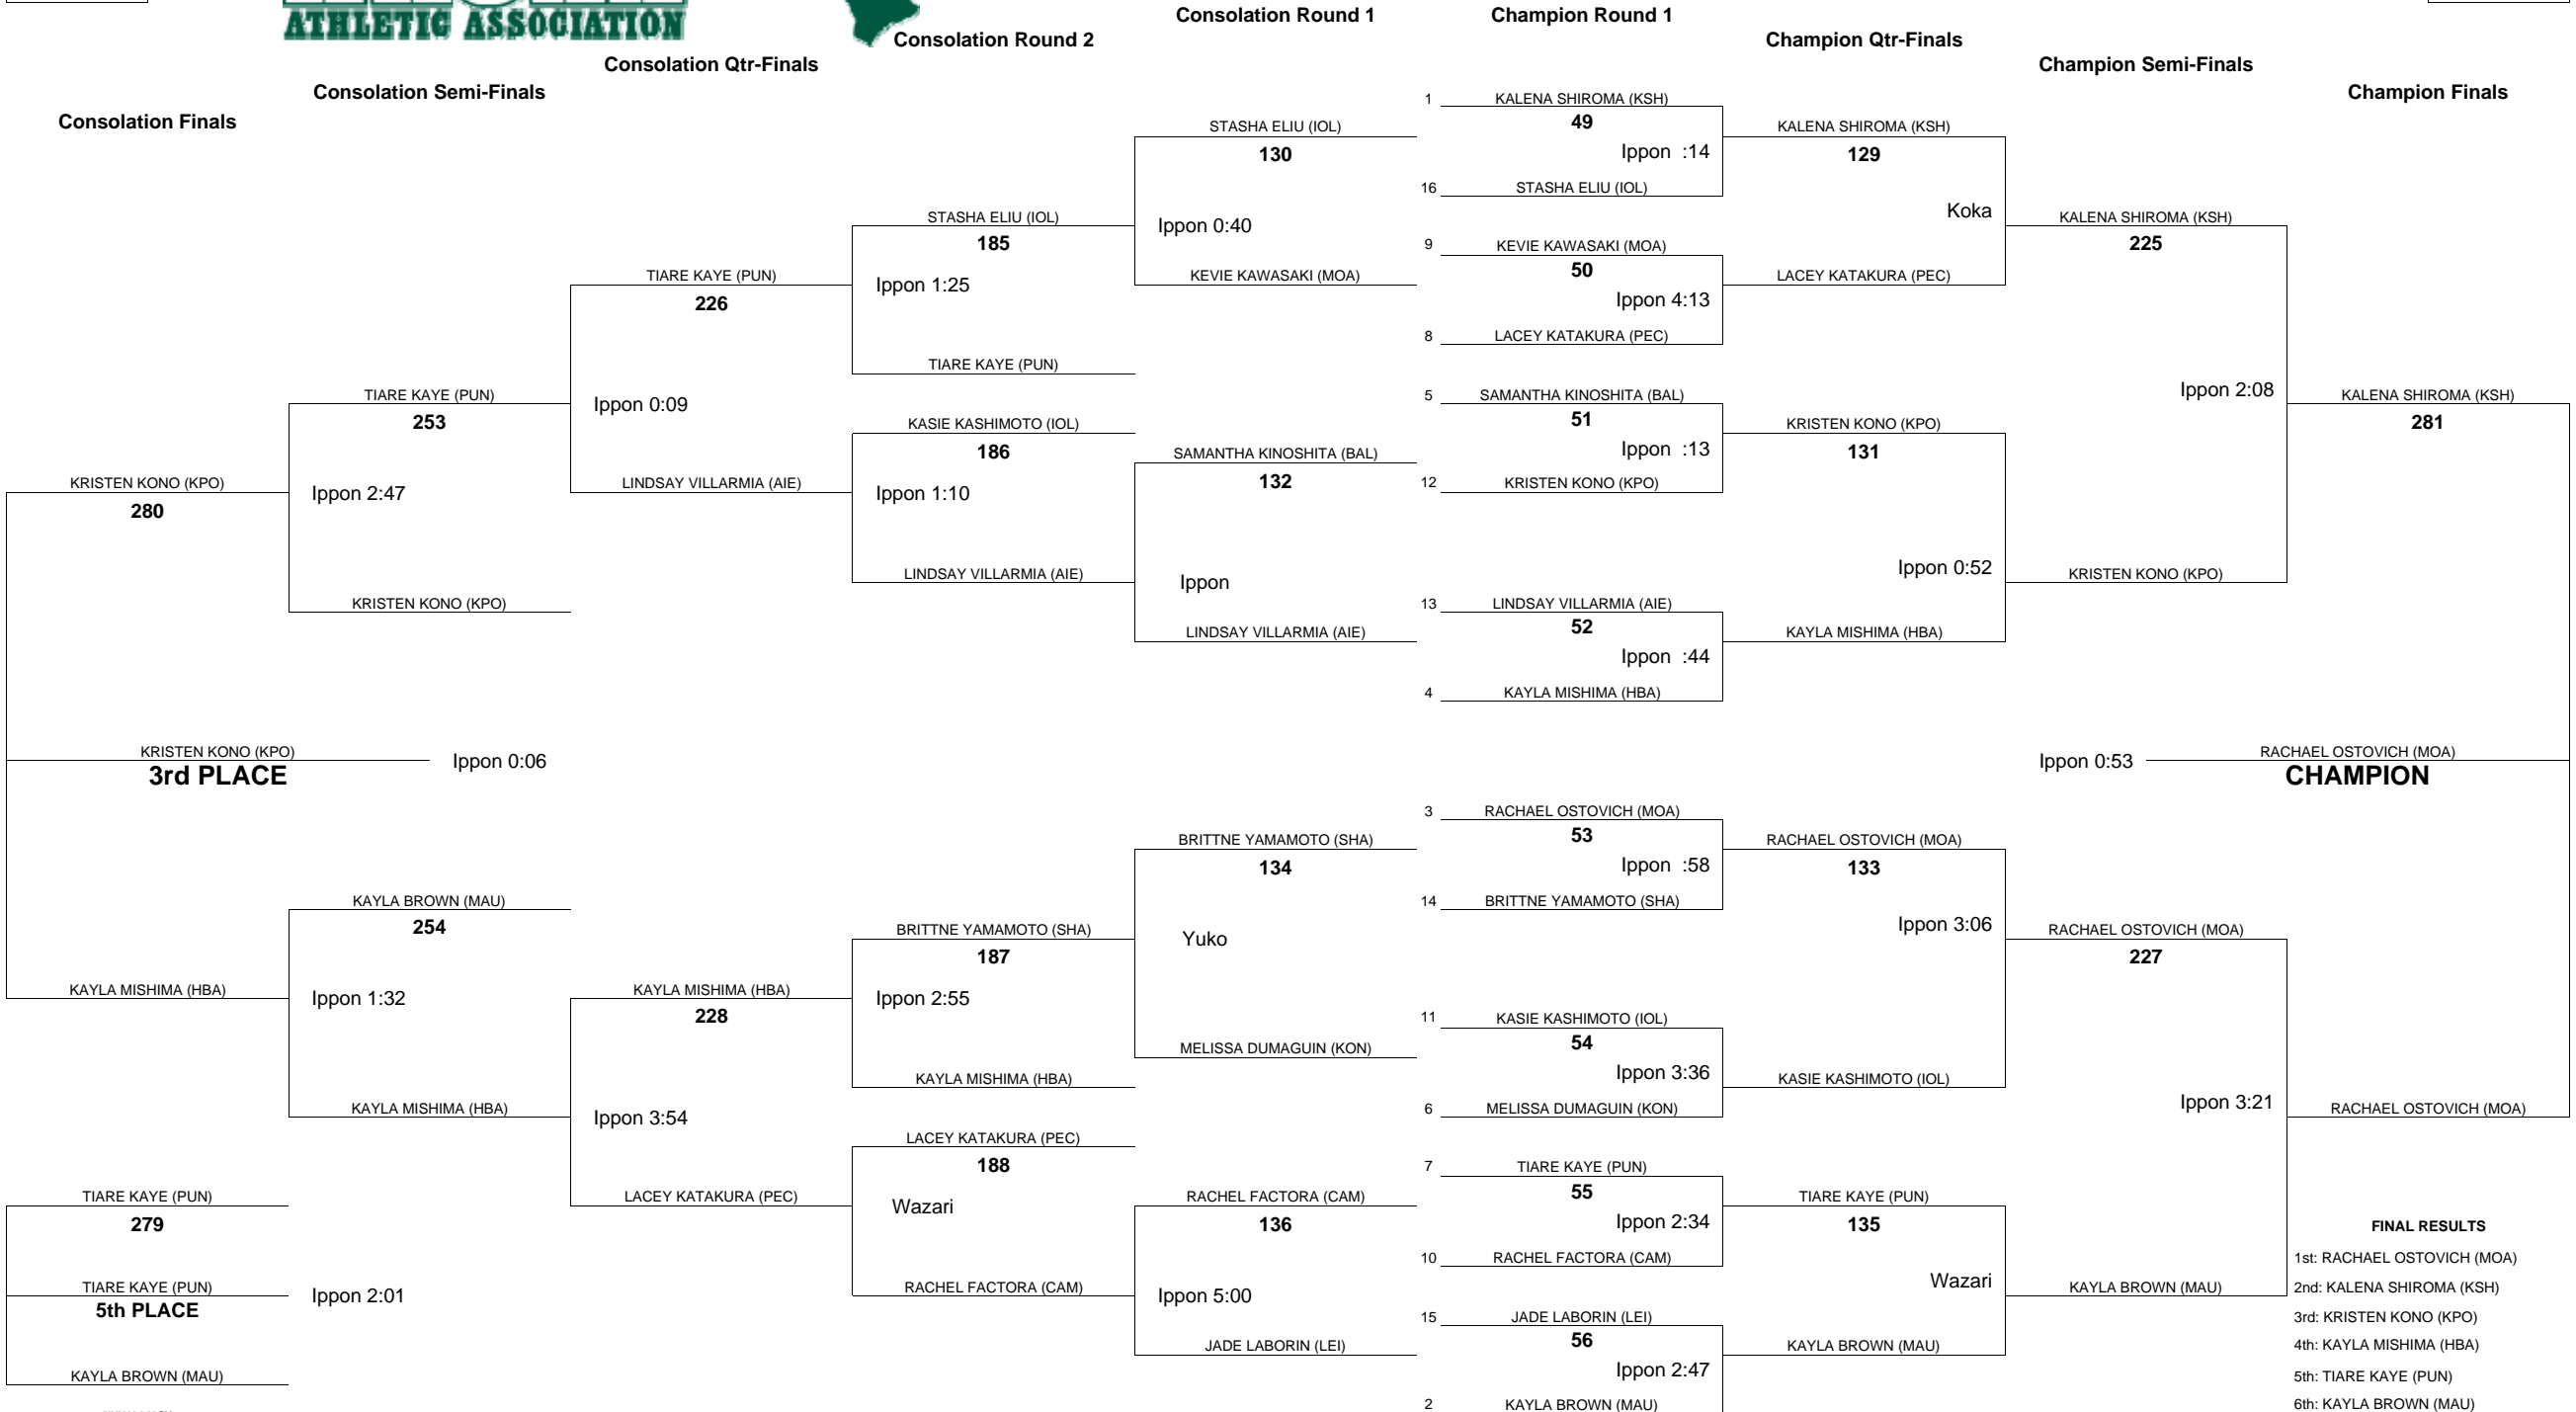 ATHLETIC ASSOCIATION
Consolation Round 1
Champion Round 1
Consolation Round 2
Champion Qtr-Finals
Consolation Qtr-Finals
Champion Semi-Finals
Consolation Semi-Finals
Champion Finals
Consolation Finals
KRISTEN KONO (KPO)
280
KRISTEN KONO (KPO)
3rd PLACE
Ippon 0:06
KAYLA MISHIMA (HBA)
TIARE KAYE (PUN)
279
TIARE KAYE (PUN)
5th PLACE
Ippon 2:01
KAYLA BROWN (MAU)
TIARE KAYE (PUN)
253
Ippon 2:47
KRISTEN KONO (KPO)
KAYLA BROWN (MAU)
254
Ippon 1:32
KAYLA MISHIMA (HBA)
TIARE KAYE (PUN)
226
Ippon 0:09
LINDSAY VILLARMIA (AIE)
KAYLA MISHIMA (HBA)
228
Ippon 3:54
LACEY KATAKURA (PEC)
STASHA ELIU (IOL)
185
Ippon 1:25
TIARE KAYE (PUN)
KASIE KASHIMOTO (IOL)
186
Ippon 1:10
LINDSAY VILLARMIA (AIE)
BRITTNE YAMAMOTO (SHA)
187
Ippon 2:55
KAYLA MISHIMA (HBA)
LACEY KATAKURA (PEC)
188
Wazari
RACHEL FACTORA (CAM)
STASHA ELIU (IOL)
130
Ippon 0:40
KEVIE KAWASAKI (MOA)
SAMANTHA KINOSHITA (BAL)
132
Ippon
LINDSAY VILLARMIA (AIE)
BRITTNE YAMAMOTO (SHA)
134
Yuko
MELISSA DUMAGUIN (KON)
RACHEL FACTORA (CAM)
136
Ippon 5:00
JADE LABORIN (LEI)
1 KALENA SHIROMA (KSH)
49
Ippon :14
16 STASHA ELIU (IOL)
9 KEVIE KAWASAKI (MOA)
50
Ippon 4:13
8 LACEY KATAKURA (PEC)
5 SAMANTHA KINOSHITA (BAL)
51
Ippon :13
12 KRISTEN KONO (KPO)
13 LINDSAY VILLARMIA (AIE)
52
Ippon :44
4 KAYLA MISHIMA (HBA)
3 RACHAEL OSTOVICH (MOA)
53
Ippon :58
14 BRITTNE YAMAMOTO (SHA)
11 KASIE KASHIMOTO (IOL)
54
Ippon 3:36
6 MELISSA DUMAGUIN (KON)
7 TIARE KAYE (PUN)
55
Ippon 2:34
10 RACHEL FACTORA (CAM)
15 JADE LABORIN (LEI)
56
Ippon 2:47
2 KAYLA BROWN (MAU)
KALENA SHIROMA (KSH)
129
Koka
LACEY KATAKURA (PEC)
KRISTEN KONO (KPO)
131
Ippon 0:52
KAYLA MISHIMA (HBA)
RACHAEL OSTOVICH (MOA)
133
Ippon 3:06
KASIE KASHIMOTO (IOL)
TIARE KAYE (PUN)
135
Wazari
KAYLA BROWN (MAU)
KALENA SHIROMA (KSH)
225
Ippon 2:08
KRISTEN KONO (KPO)
RACHAEL OSTOVICH (MOA)
227
Ippon 3:21
KAYLA BROWN (MAU)
KALENA SHIROMA (KSH)
281
Ippon 0:53
RACHAEL OSTOVICH (MOA)
CHAMPION
RACHAEL OSTOVICH (MOA)
FINAL RESULTS
1st: RACHAEL OSTOVICH (MOA)
2nd: KALENA SHIROMA (KSH)
3rd: KRISTEN KONO (KPO)
4th: KAYLA MISHIMA (HBA)
5th: TIARE KAYE (PUN)
6th: KAYLA BROWN (MAU)